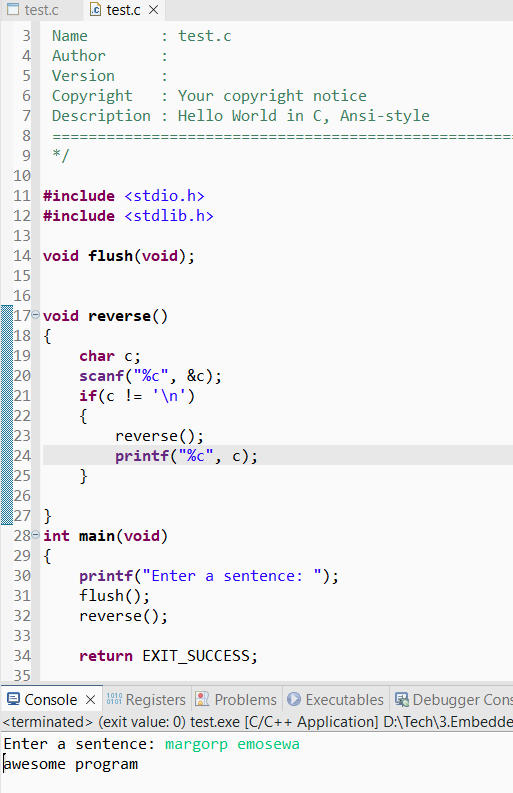 test.c test.c
3 Name : test.c
4 Author :
5 Version :
6 Copyright : Your copyright notice
7 Description : Hello World in C, Ansi-style
8 ====================================================
9 */
10
11 #include <stdio.h>
12 #include <stdlib.h>
13
14 void flush(void);
15
16
17 void reverse()
18 {
19 char c;
20 scanf("%c", &c);
21 if(c != '\n')
22 {
23 reverse();
24 printf("%c", c);
25 }
26
27 }
28 int main(void)
29 {
30 printf("Enter a sentence: ");
31 flush();
32 reverse();
33
34 return EXIT_SUCCESS;
35
Console Registers Problems Executables Debugger Cons
<terminated> (exit value: 0) test.exe [C/C++ Application] D:\Tech\3.Embedde
Enter a sentence: margorp emosewa
awesome program